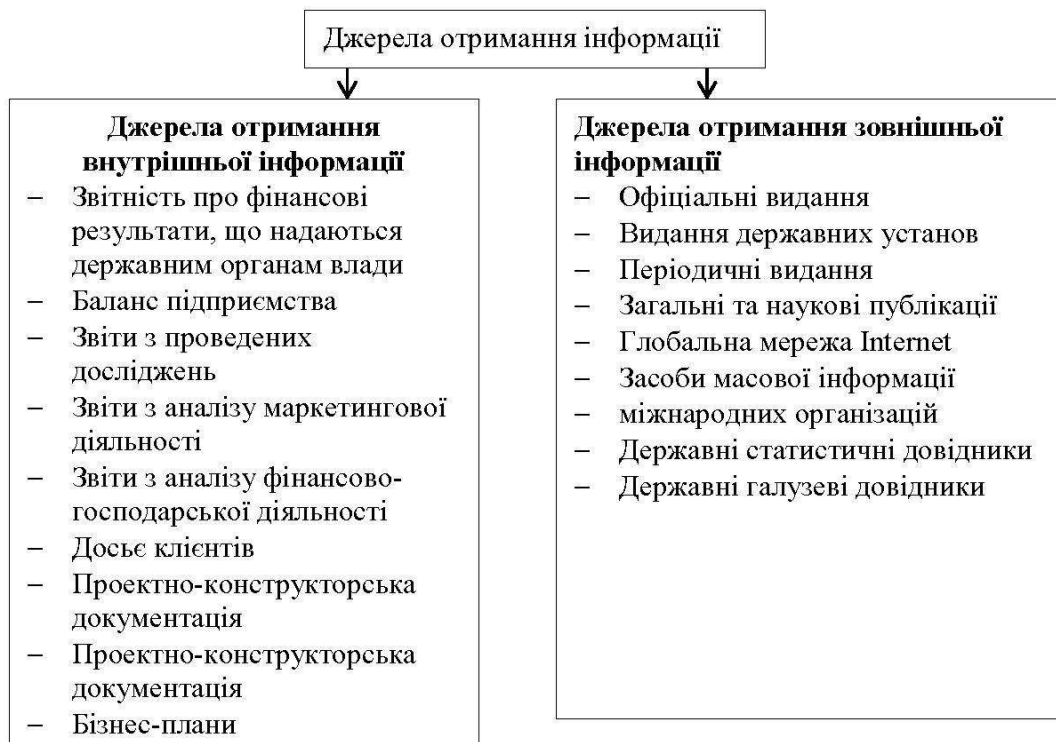 Джерела отримання інформації
Джерела отримання
внутрішньої інформації
– Звітність про фінансові
результати, що надаються
державним органам влади
– Баланс підприємства
– Звіти з проведених
досліджень
– Звіти з аналізу маркетингової
діяльності
– Звіти з аналізу фінансово-
господарської діяльності
– Досьє клієнтів
– Проектно-конструкторська
документація
– Проектно-конструкторська
документація
– Бізнес-плани
Джерела отримання зовнішньої
інформації
– Офіціальні видання
– Видання державних установ
– Періодичні видання
– Загальні та наукові публікації
– Глобальна мережа Internet
– Засоби масової інформації
– міжнародних організацій
– Державні статистичні довідники
– Державні галузеві довідники